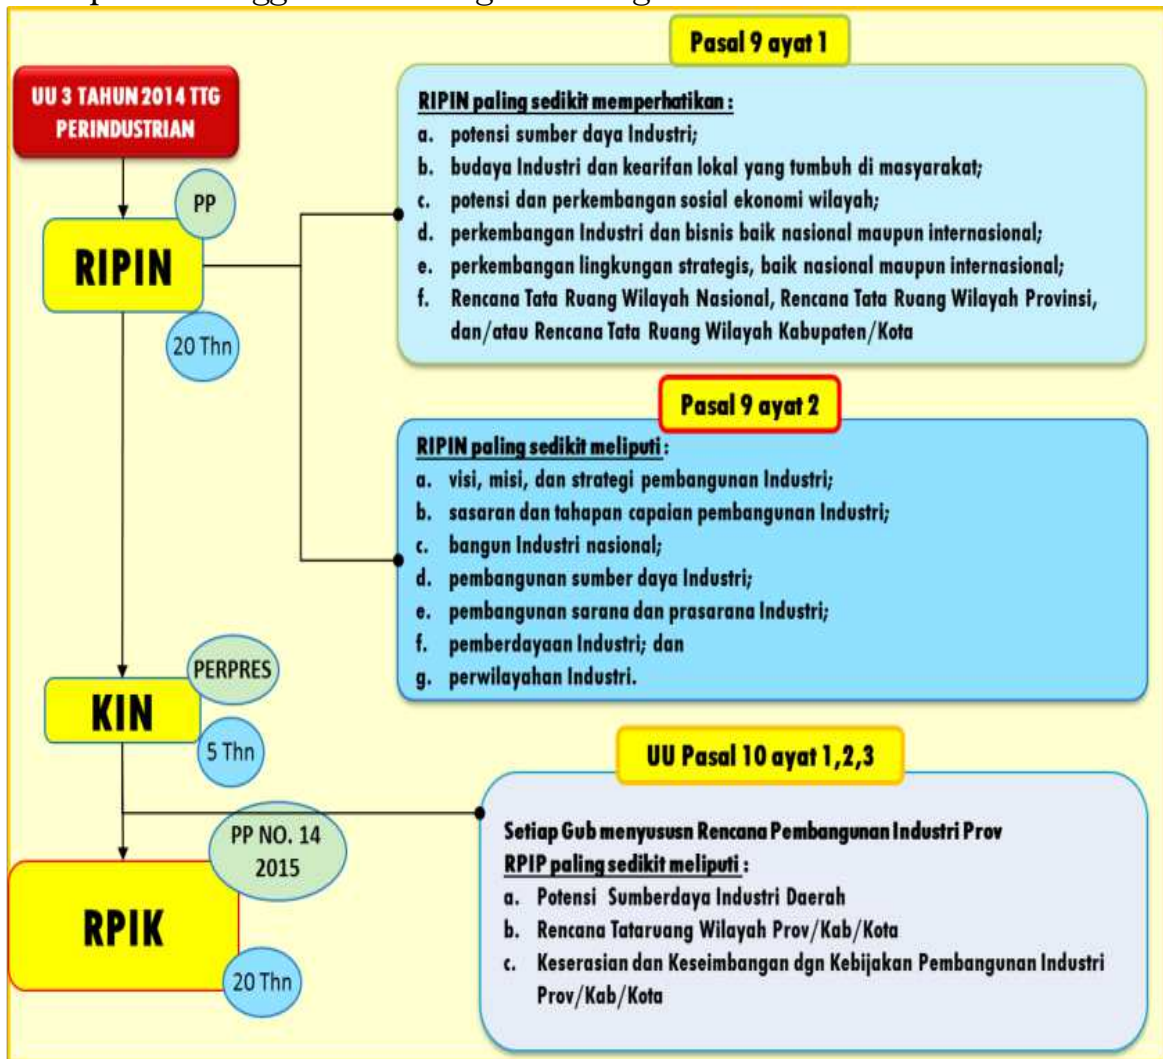 Pasal 9 ayat 1
UU 3 TAHUN 2014 TTG
PERINDUSTRIAN
PP
RIPIN
20 Thn
RIPIN paling sedikit memperhatikan :
a. potensi sumber daya Industri;
b. budaya Industri dan kearifan lokal yang tumbuh di masyarakat;
c. potensi dan perkembangan sosial ekonomi wilayah;
d. perkembangan Industri dan bisnis baik nasional maupun internasional;
e. perkembangan lingkungan strategis, baik nasional maupun internasional;
f. Rencana Tata Ruang Wilayah Nasional, Rencana Tata Ruang Wilayah Provinsi,
dan/atau Rencana Tata Ruang Wilayah Kabupaten/Kota
Pasal 9 ayat 2
RIPIN paling sedikit meliputi :
a. visi, misi, dan strategi pembangunan Industri;
b. sasaran dan tahapan capaian pembangunan Industri;
c. bangun Industri nasional;
d. pembangunan sumber daya Industri;
e. pembangunan sarana dan prasarana Industri;
f. pemberdayaan Industri; dan
g. perwilayahan Industri.
PERPRES
KIN
5 Thn
UU Pasal 10 ayat 1,2,3
PP NO. 14
2015
RPIK
20 Thn
Setiap Gub menyususn Rencana Pembangunan Industri Prov
RPIP paling sedikit meliputi :
a. Potensi Sumberdaya Industri Daerah
b. Rencana Tataruang Wilayah Prov/Kab/Kota
c. Keserasian dan Keseimbangan dgn Kebijakan Pembangunan Industri
Prov/Kab/Kota